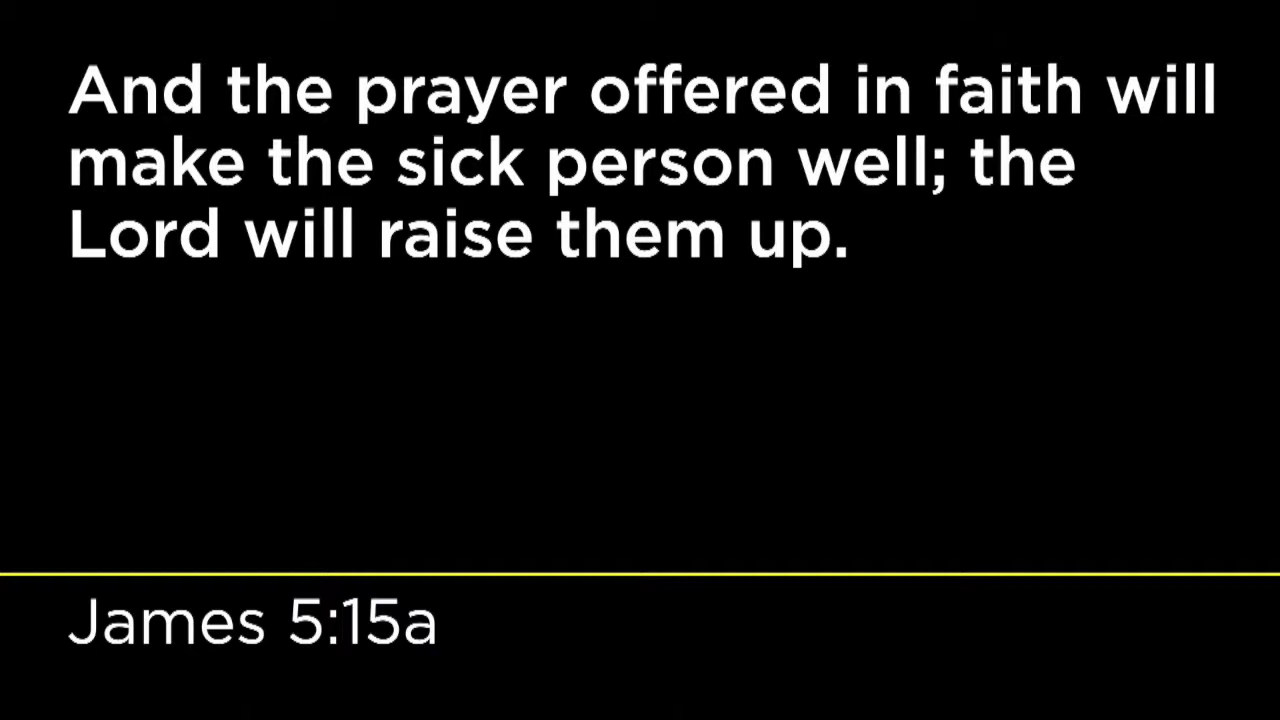 And the prayer offered in faith will
make the sick person well; the
Lord will raise them up.
James 5:15a